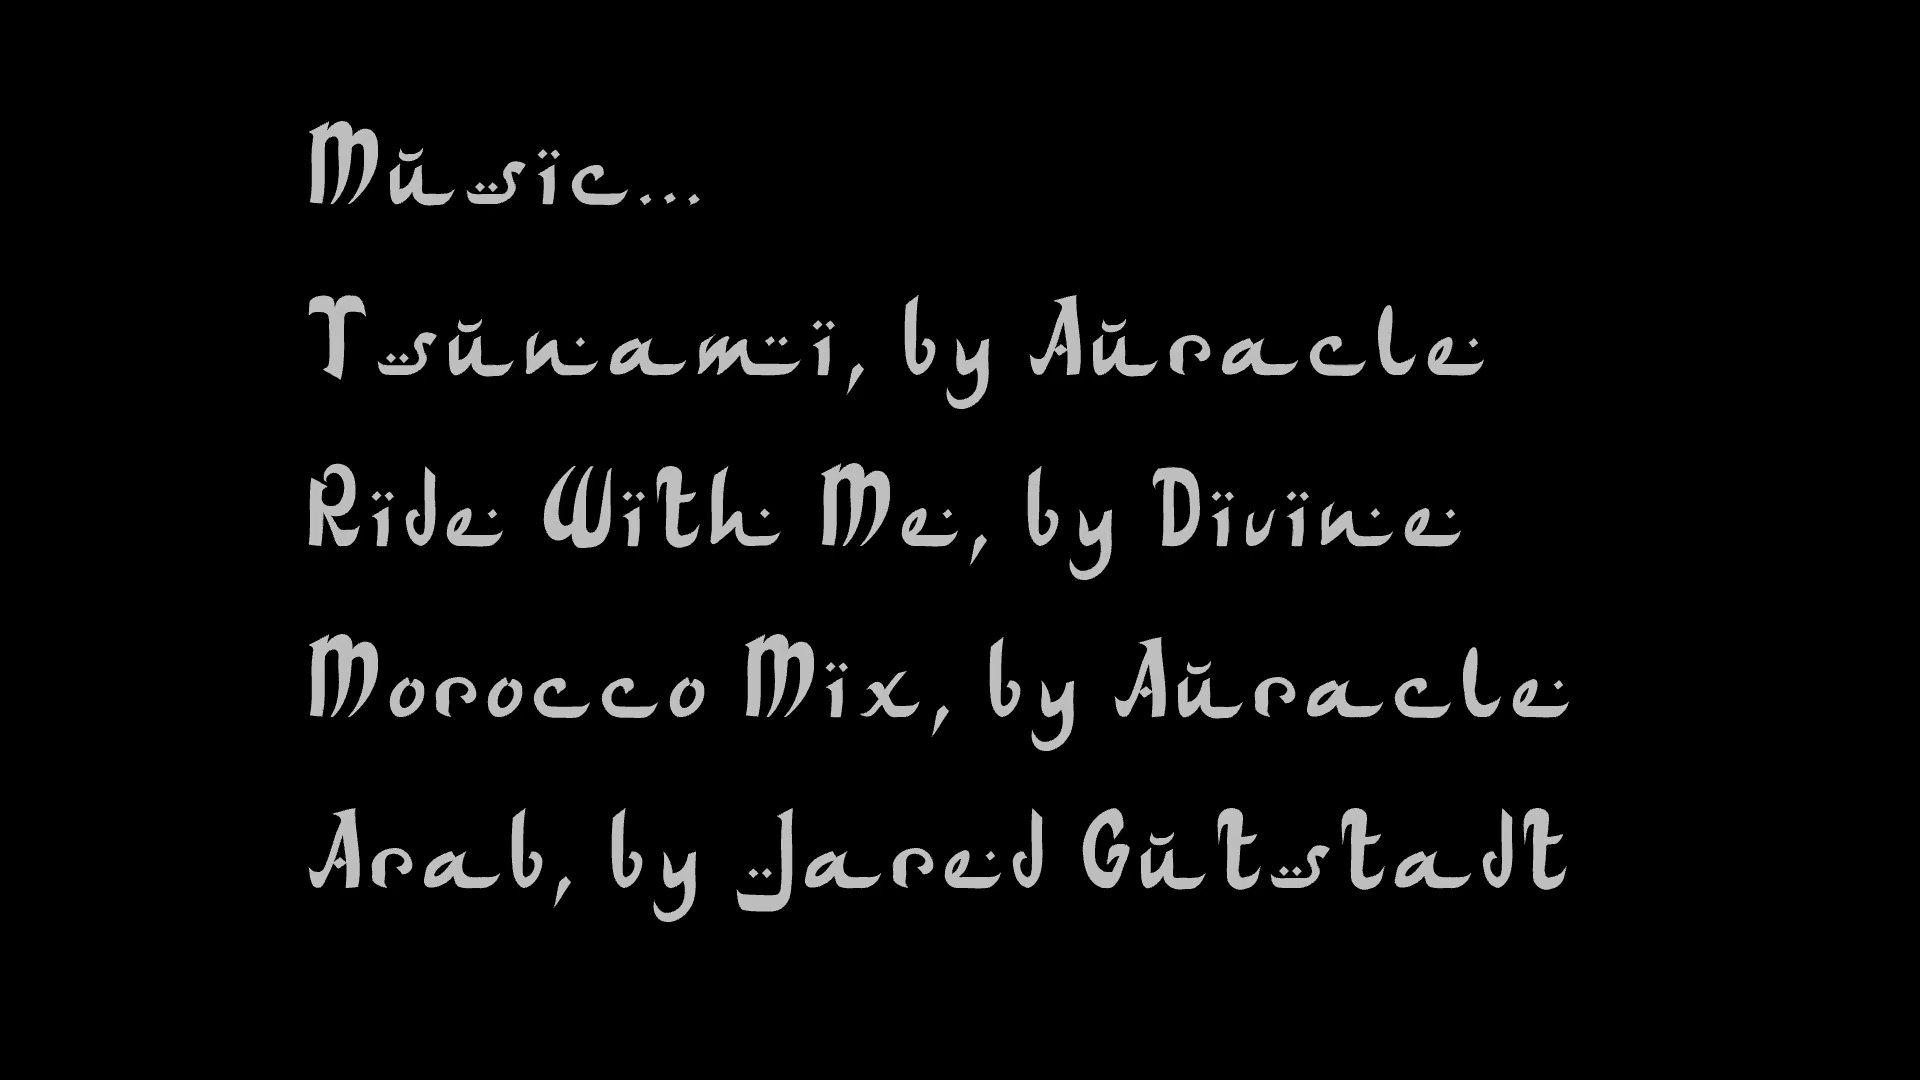 Music...
Tsunami, by Auracle
Ride With Me, by Divine
Morocco Mix, by Auracle
Arab, by Jared Gutstadt